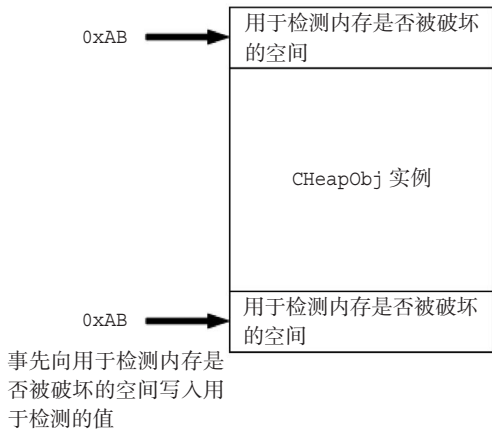 0xAB
用于检测内存是否被破坏
的空间
CHeapObj 实例
0xAB
用于检测内存是否被破坏
的空间
事先向用于检测内存是
否被破坏的空间写入用
于检测的值